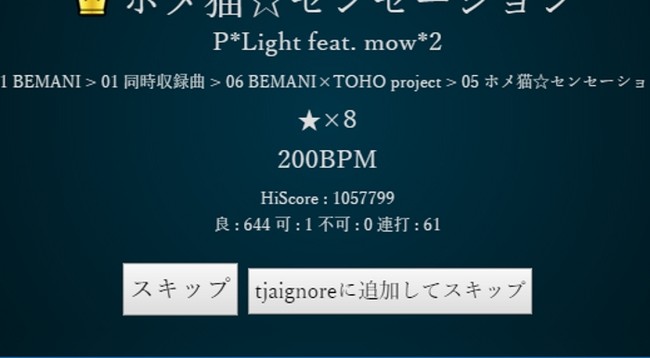 ホメ猫☆センセーション
P*Light feat. mow*2
1 BEMANI > 01 同時収録曲 > 06 BEMANI×TOHO project > 05 ホメ猫☆センセーショ
★×8
200BPM
HiScore : 1057799
良 : 644 可 : 1 不可 : 0 連打 : 61
スキップ
tjaignoreに追加してスキップ